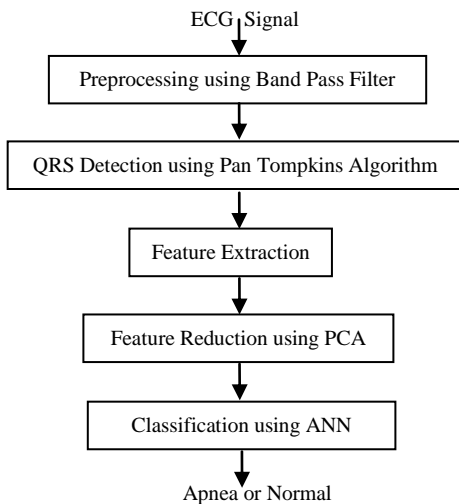 ECG Signal
Preprocessing using Band Pass Filter
QRS Detection using Pan Tompkins Algorithm
Feature Extraction
Feature Reduction using PCA
Classification using ANN
Apnea or Normal